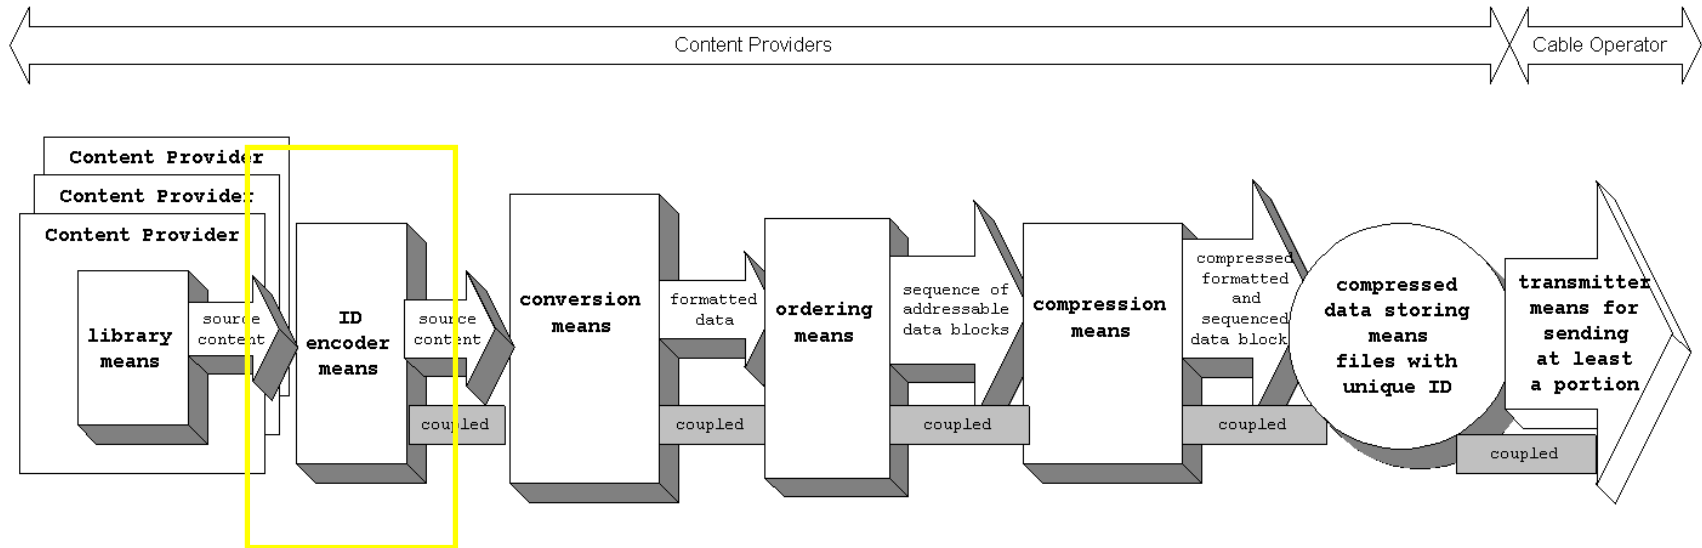 Content Providers
Cable Operator
Content Provider
Content Provider
Content Provider
library
means
source
content
ID
encoder
means
source
content
coupled
conversion
means
formatted
data
coupled
ordering
means
sequence of
addressable
data blocks
coupled
compression
means
compressed
formatted
and
sequenced
data block
coupled
compressed
data storing
means
files with
unique ID
transmitter
means for
sending
at least
a portion
coupled